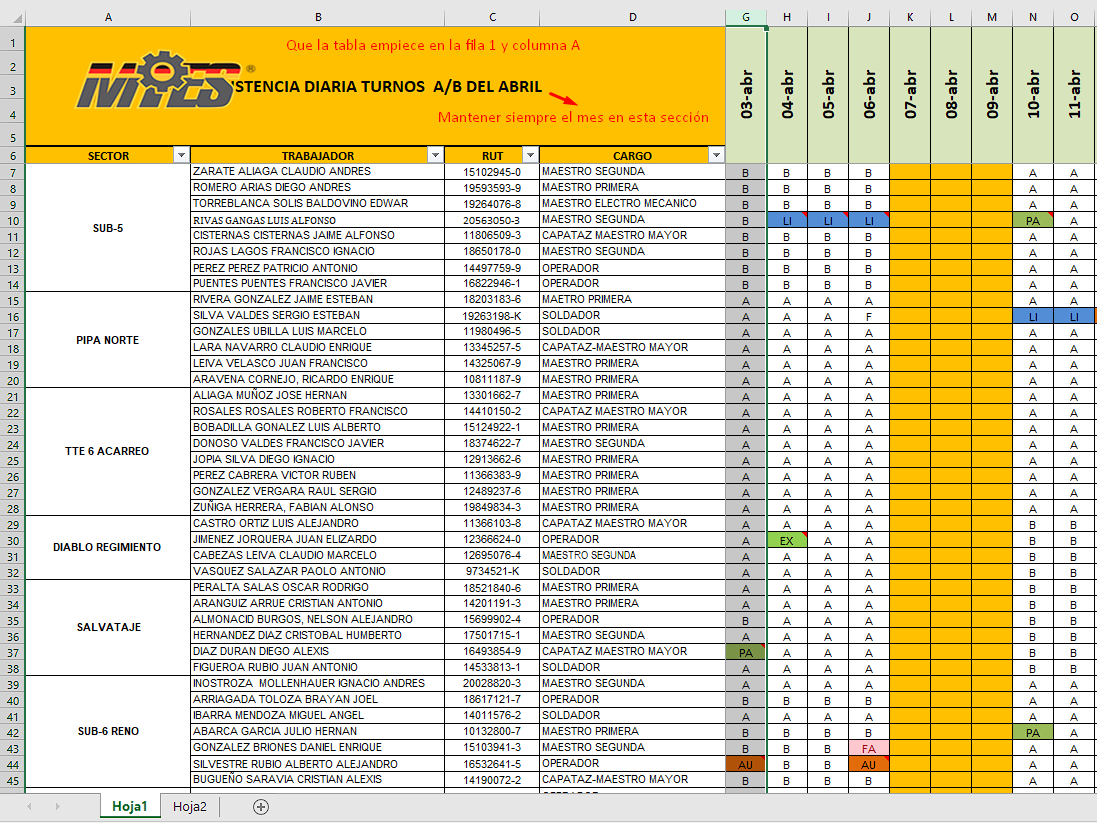 A B C D G H I J K L M N O
1 Que la tabla empiece en la fila 1 y columna A
2
3 MTES ® STENCIA DIARIA TURNOS A/B DEL ABRIL 03-abr 04-abr 05-abr 06-abr 07-abr 08-abr 09-abr 10-abr 11-abr
4 Mantener siempre el mes en esta sección
5
6 SECTOR TRABAJADOR RUT CARGO
7 ZARATE ALIAGA CLAUDIO ANDRES 15102945-0 MAESTRO SEGUNDA B B B B A A
8 ROMERO ARIAS DIEGO ANDRES 19593593-9 MAESTRO PRIMERA B B B B A A
9 TORREBLANCA SOLIS BALDOVINO EDWAR 19264076-8 MAESTRO ELECTRO MECANICO B B B B A A
10 RIVAS GANGAS LUIS ALFONSO 20563050-3 MAESTRO SEGUNDA B LI LI LI PA A
SUB-5
11 CISTERNAS CISTERNAS JAIME ALFONSO 11806509-3 CAPATAZ MAESTRO MAYOR B B B B A A
12 ROJAS LAGOS FRANCISCO IGNACIO 18650178-0 MAESTRO SEGUNDA B B B B A A
13 PEREZ PEREZ PATRICIO ANTONIO 14497759-9 OPERADOR B B B B A A
14 PUENTES PUENTES FRANCISCO JAVIER 16822946-1 OPERADOR B B B B A A
15 RIVERA GONZALEZ JAIME ESTEBAN 18203183-6 MAETRO PRIMERA A A A A A A
16 SILVA VALDES SERGIO ESTEBAN 19263198-K SOLDADOR A A A F LI LI
17 GONZALES UBILLA LUIS MARCELO 11980496-5 SOLDADOR A A A A A A
PIPA NORTE
18 LARA NAVARRO CLAUDIO ENRIQUE 13345257-5 CAPATAZ-MAESTRO MAYOR A A A A A A
19 LEIVA VELASCO JUAN FRANCISCO 14325067-9 MAESTRO PRIMERA A A A A A A
20 ARAVENA CORNEJO, RICARDO ENRIQUE 10811187-9 MAESTRO PRIMERA A A A A A A
21 ALIAGA MUÑOZ JOSE HERNAN 13301662-7 MAESTRO PRIMERA A A A A A A
22 ROSALES ROSALES ROBERTO FRANCISCO 14410150-2 CAPATAZ MAESTRO MAYOR A A A A A A
23 BOBADILLA GONALEZ LUIS ALBERTO 15124922-1 MAESTRO PRIMERA A A A A A A
24 DONOSO VALDES FRANCISCO JAVIER 18374622-7 MAESTRO SEGUNDA A A A A A A
TTE 6 ACARREO
25 JOPIA SILVA DIEGO IGNACIO 12913662-6 MAESTRO PRIMERA A A A A A A
26 PEREZ CABRERA VICTOR RUBEN 11366383-9 MAESTRO PRIMERA A A A A A A
27 GONZALEZ VERGARA RAUL SERGIO 12489237-6 MAESTRO PRIMERA A A A A A A
28 ZUÑIGA HERRERA, FABIAN ALONSO 19849834-3 MAESTRO PRIMERA A A A A A A
29 CASTRO ORTIZ LUIS ALEJANDRO 11366103-8 CAPATAZ MAESTRO MAYOR A A A A B B
30 JIMENEZ JORQUERA JUAN ELIZARDO 12366624-0 OPERADOR A EX A A B B
DIABLO REGIMIENTO
31 CABEZAS LEIVA CLAUDIO MARCELO 12695076-4 MAESTRO SEGUNDA A A A A B B
32 VASQUEZ SALAZAR PAOLO ANTONIO 9734521-K SOLDADOR A A A A B B
33 PERALTA SALAS OSCAR RODRIGO 18521840-6 MAESTRO PRIMERA A A A A B B
34 ARANGUIZ ARRUE CRISTIAN ANTONIO 14201191-3 MAESTRO PRIMERA A A A A B B
35 ALMONACID BURGOS, NELSON ALEJANDRO 15699902-4 OPERADOR B A A A B B
SALVATAJE
36 HERNANDEZ DIAZ CRISTOBAL HUMBERTO 17501715-1 MAESTRO SEGUNDA A A A A B B
37 DIAZ DURAN DIEGO ALEXIS 16493854-9 CAPATAZ MAESTRO MAYOR PA A A A B B
38 FIGUEROA RUBIO JUAN ANTONIO 14533813-1 SOLDADOR A A A A B B
39 INOSTROZA MOLLENHAUER IGNACIO ANDRES 20028820-3 MAESTRO SEGUNDA A A A A A A
40 ARRIAGADA TOLOZA BRAYAN JOEL 18617121-7 OPERADOR B B B B A A
41 IBARRA MENDOZA MIGUEL ANGEL 14011576-2 SOLDADOR A A A A A A
42 SUB-6 RENO ABARCA GARCIA JULIO HERNAN 10132800-7 MAESTRO PRIMERA B B B B PA A
43 GONZALEZ BRIONES DANIEL ENRIQUE 15103941-3 MAESTRO SEGUNDA B B B FA A A
44 SILVESTRE RUBIO ALBERTO ALEJANDRO 16532641-5 OPERADOR AU B B AU A A
45 BUGUEÑO SARAVIA CRISTIAN ALEXIS 14190072-2 CAPATAZ-MAESTRO MAYOR B B B B A A
Hoja1 Hoja2